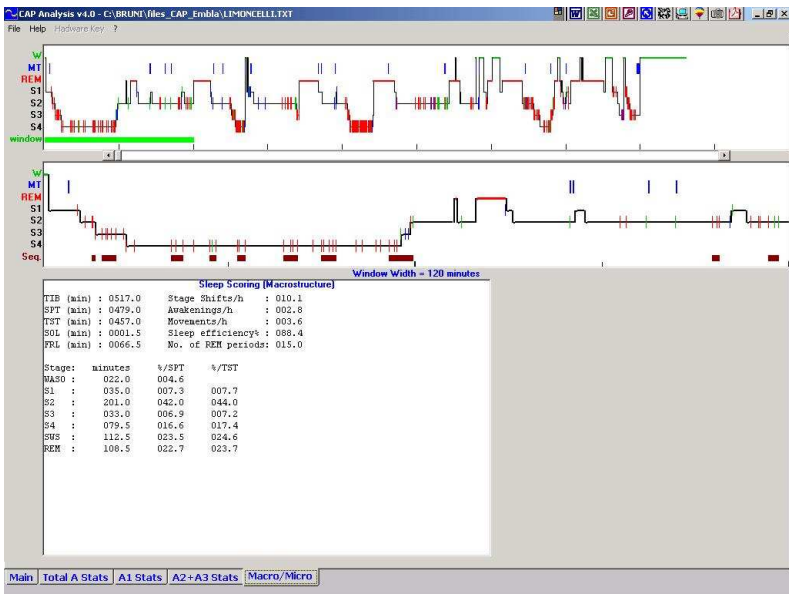 CAP Analysis v4.0 - C:\BRUNI\files_CAP_Embla\LIMONCELLI.TXT
File Help Hadware Key ?
W
MT
REM
S1
S2
S3
S4
window
W
MT
REM
S1
S2
S3
S4
Seq.
Window Width = 120 minutes
Sleep Scoring (Macrostructure)
TIB (min) : 0517.0 Stage Shifts/h : 010.1
SPT (min) : 0479.0 Awakenings/h : 002.8
TST (min) : 0457.0 Movements/h : 003.6
SOL (min) : 0001.5 Sleep efficiency% : 088.4
FRL (min) : 0066.5 No. of REM periods: 015.0
Stage: minutes %/SPT %/TST
WASO : 022.0 004.6
S1 : 035.0 007.3 007.7
S2 : 201.0 042.0 044.0
S3 : 033.0 006.9 007.2
S4 : 079.5 016.6 017.4
SWS : 112.5 023.5 024.6
REM : 108.5 022.7 023.7
Main Total A Stats A1 Stats A2+A3 Stats Macro/Micro